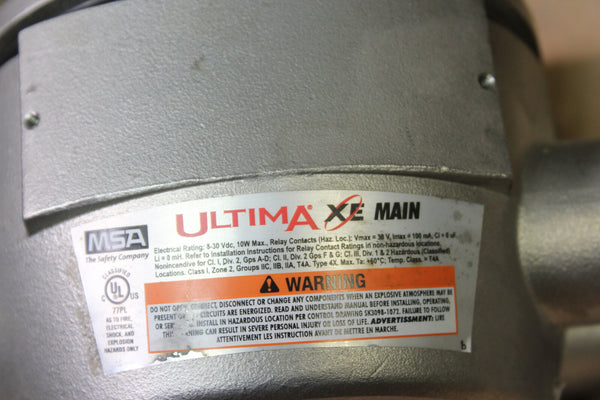 MSA
The Safety Company
ULTIMA® XE MAIN
Electrical Rating: 8-30 Vdc, 10W Max., Relay Contacts (Haz. Loc.): Vmax = 30 V, Imax = 100 mA, Ci = 0 uF
Li = 0 mH. Refer to Installation Instructions for Relay Contact Ratings in non-hazardous locations.
Nonincendive for Cl. I, Div. 2 Gps A-D; Cl. II, Div. 2 Gps F & G: Cl. III, Div. 1 & 2 Hazardous (Classified)
Locations. Class I, Zone 2, Groups IIC, IIB, IIA, T4A, Type 4X, Max. Ta: +60°C; Temp. Class. = T4A
CLASSIFIED
C UL US
77PL
AS TO FIRE,
ELECTRICAL
SHOCK, AND
EXPLOSION
HAZARDS ONLY
WARNING
DO NOT OPEN, CONNECT, DISCONNECT OR CHANGE ANY COMPONENTS WHEN AN EXPLOSIVE ATMOSPHERE MAY BE
PRESENT OR CIRCUITS ARE ENERGIZED. READ AND UNDERSTAND MANUAL BEFORE INSTALLING, OPERATING,
OR INSTALL IN HAZARDOUS LOCATION PER CONTROL DRAWING SK3098-1072. FAILURE TO FOLLOW
CAN RESULT IN SEVERE PERSONAL INJURY OR LOSS OF LIFE. ADVERTISSEMENT: LIRE
ATTENTIVEMENT LES INSTRUCTION AVANT DE METTRE EN MARCHE.